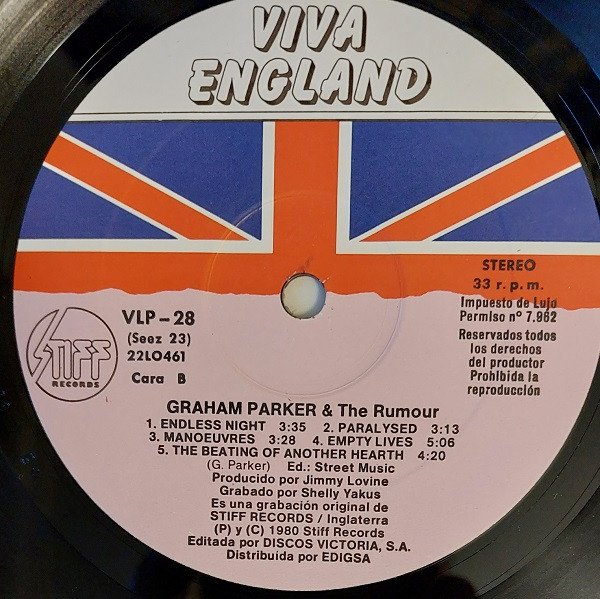 VIVA
ENGLAND
STEREO
33 r. p. m.
Impuesto de Lujo
Permiso nº 7.962
Reservados todos
los derechos
del productor
Prohibida la
reproducción
VLP-28
(Seez 23)
22L0461
Cara B
STIFF
RECORDS
GRAHAM PARKER & The Rumour
1. ENDLESS NIGHT 3:35 2. PARALYSED 3:13
3. MANOEUVRES 3:28 4. EMPTY LIVES 5:06
5. THE BEATING OF ANOTHER HEARTH 4:20
(G. Parker) Ed.: Street Music
Producido por Jimmy Lovine
Grabado por Shelly Yakus
Es una grabación original de
STIFF RECORDS / Inglaterra
(P) y (C) 1980 Stiff Records
Editada por DISCOS VICTORIA, S.A.
Distribuida por EDIGSA